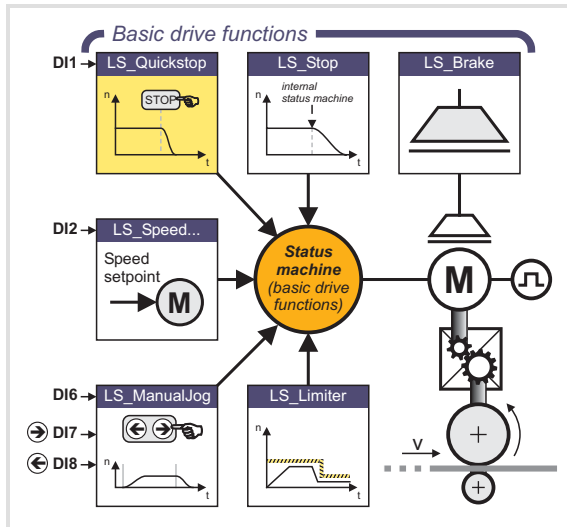 Basic drive functions
DI1
LS_Quickstop
n
STOP
t
LS_Stop
n
internal
status machine
t
LS_Brake
DI2
LS_Speed...
Speed
setpoint
M
Status
machine
(basic drive
functions)
M
DI6
DI7
DI8
LS_ManualJog
t
LS_Limiter
n
t
v